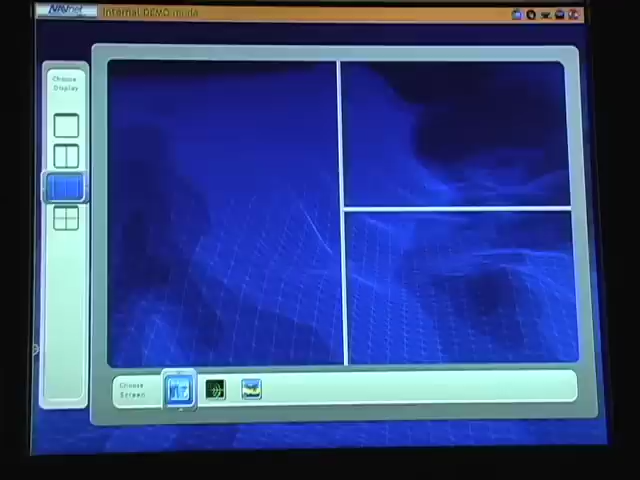 NAVnet Internal DEMO mode
Choose
Display
Choose
Screen